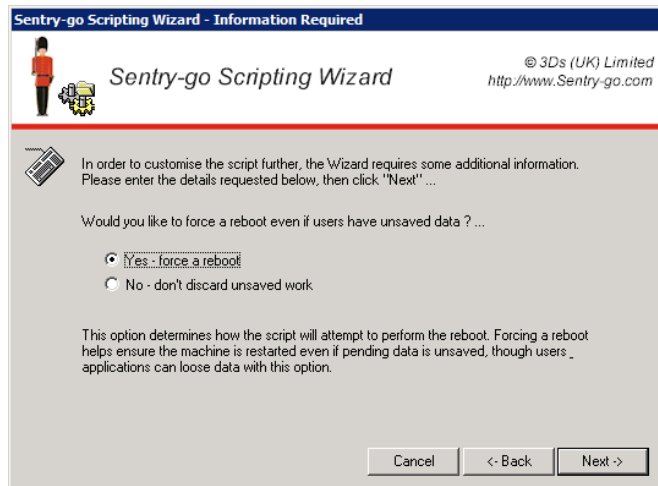 Sentry-go Scripting Wizard - Information Required
Sentry-go Scripting Wizard
© 3Ds (UK) Limited
http://www.Sentry-go.com
In order to customise the script further, the Wizard requires some additional information.
Please enter the details requested below, then click "Next" ...
Would you like to force a reboot even if users have unsaved data ? ...
Yes - force a reboot
No - don't discard unsaved work
This option determines how the script will attempt to perform the reboot. Forcing a reboot
helps ensure the machine is restarted even if pending data is unsaved, though users _
applications can loose data with this option.
Cancel
<- Back
Next ->